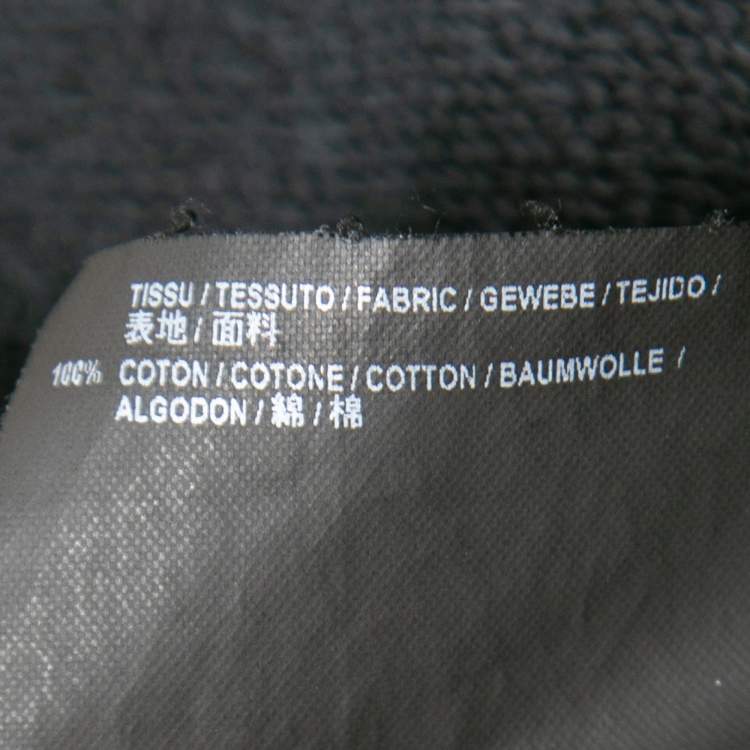 TISSU / TESSUTO / FABRIC / GEWEBE / TEJIDO /
表地 / 面料
100% COTON / COTONE / COTTON / BAUMWOLLE /
ALGODON / 綿 / 棉